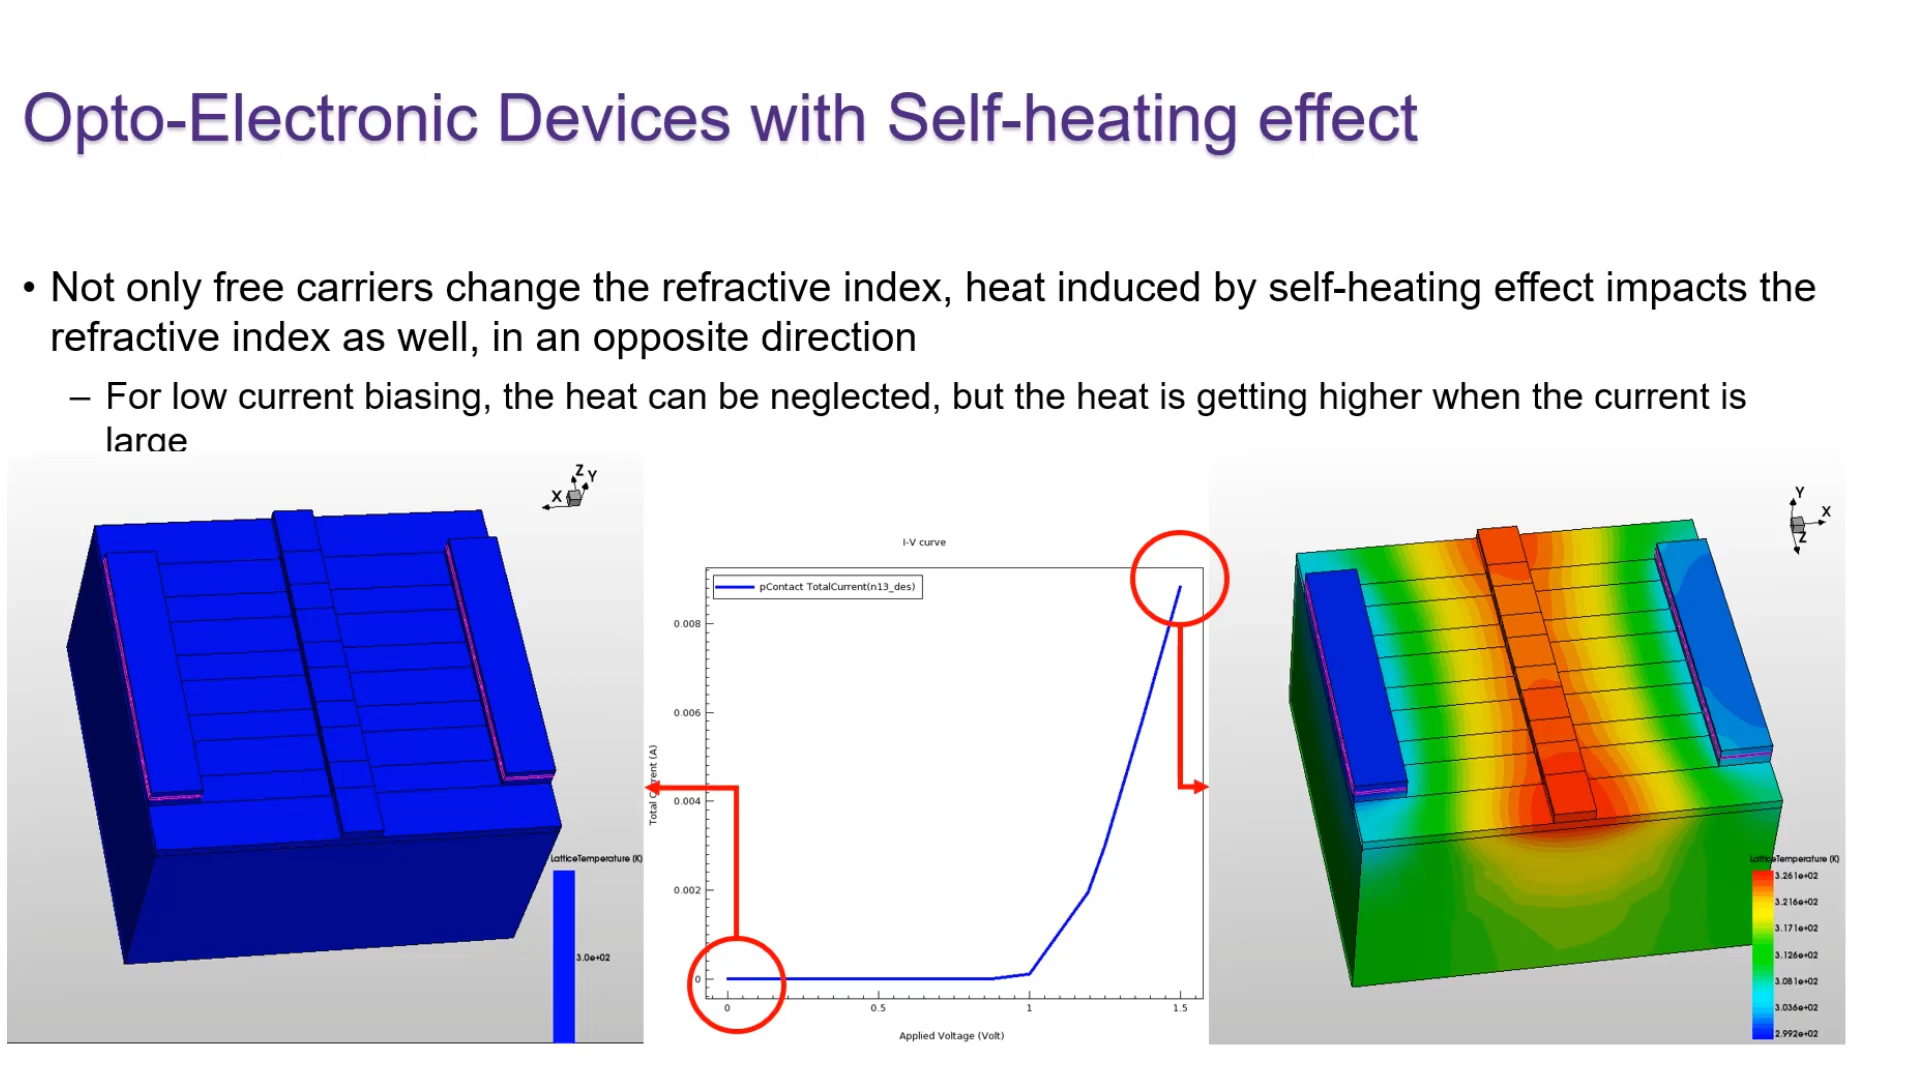 Opto-Electronic Devices with Self-heating effect
• Not only free carriers change the refractive index, heat induced by self-heating effect impacts the
refractive index as well, in an opposite direction
– For low current biasing, the heat can be neglected, but the heat is getting higher when the current is
large
Z
Y
X
LatticeTemperature (K)
3.0e+02
I-V curve
pContact TotalCurrent(n13_des)
0.008
0.006
0.004
0.002
0
Total Current (A)
0
0.5
1
1.5
Applied Voltage (Volt)
Y
X
Z
LatticeTemperature (K)
3.261e+02
3.216e+02
3.171e+02
3.126e+02
3.081e+02
3.036e+02
2.992e+02